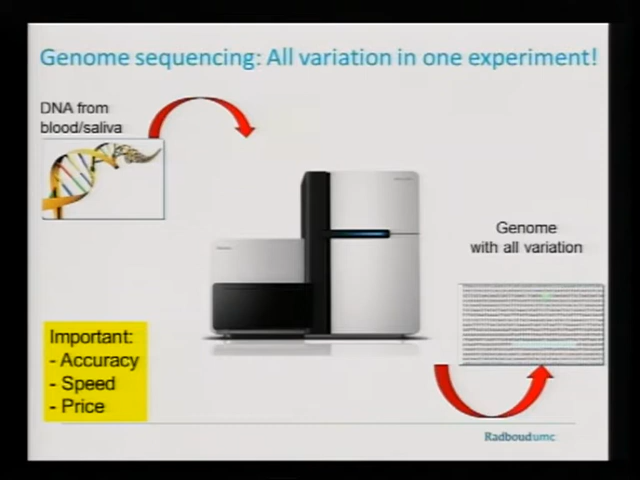 Genome sequencing: All variation in one experiment!
DNA from
blood/saliva
Genome
with all variation
Important:
- Accuracy
- Speed
- Price
Radboudumc